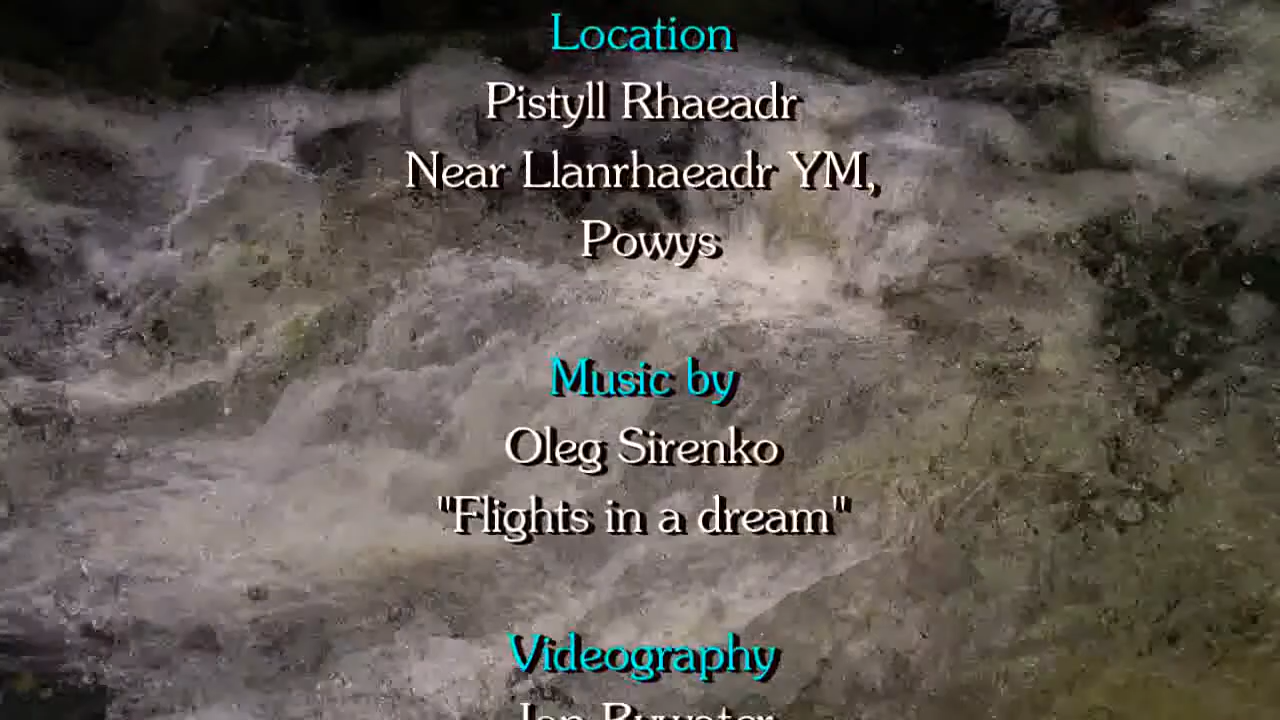 Location
Pistyll Rhaeadr
Near Llanrhaeadr YM,
Powys
Music by
Oleg Sirenko
"Flights in a dream"
Videography